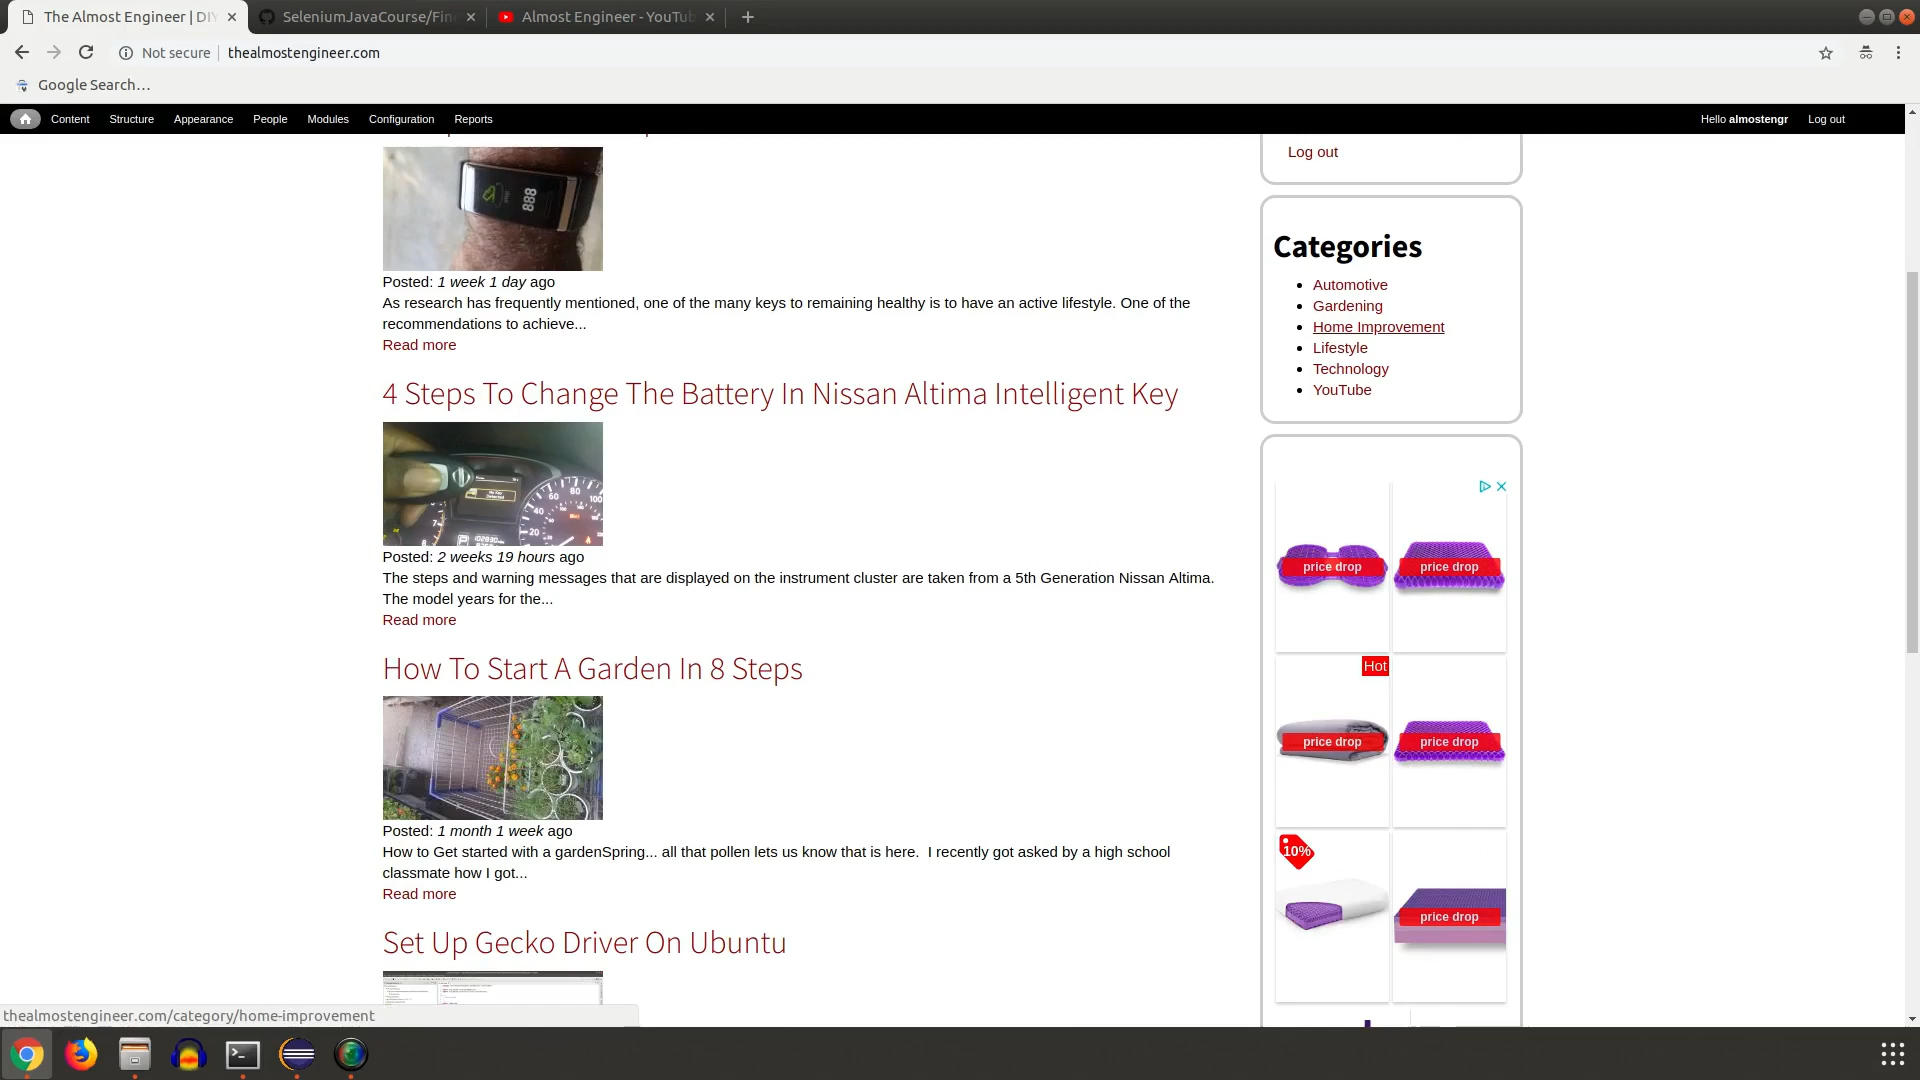 The Almost Engineer | DIY
SeleniumJavaCourse/Fin
Almost Engineer - YouTub
Not secure
thealmostengineer.com
Google Search…
Content
Structure
Appearance
People
Modules
Configuration
Reports
Hello almostengr
Log out
Log out
888
Posted: 1 week 1 day ago
As research has frequently mentioned, one of the many keys to remaining healthy is to have an active lifestyle. One of the
recommendations to achieve...
Read more
4 Steps To Change The Battery In Nissan Altima Intelligent Key
No Key
Detected
Posted: 2 weeks 19 hours ago
The steps and warning messages that are displayed on the instrument cluster are taken from a 5th Generation Nissan Altima.
The model years for the...
Read more
How To Start A Garden In 8 Steps
Posted: 1 month 1 week ago
How to Get started with a gardenSpring... all that pollen lets us know that is here.  I recently got asked by a high school
classmate how I got...
Read more
Set Up Gecko Driver On Ubuntu
Categories
Automotive
Gardening
Home Improvement
Lifestyle
Technology
YouTube
price drop
price drop
Hot
price drop
price drop
10%
price drop
thealmostengineer.com/category/home-improvement